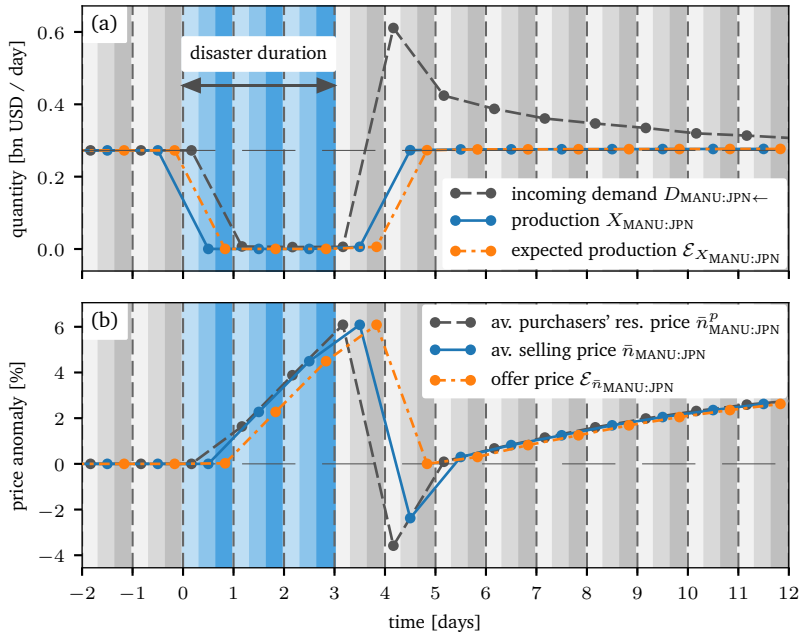 (a)
disaster duration
quantity [bn USD / day]
0.6
0.4
0.2
0.0
incoming demand D_MANU:JPN←
production X_MANU:JPN
expected production ℰ_X_MANU:JPN
(b)
price anomaly [%]
6
4
2
0
−2
−4
av. purchasers' res. price n̄^p_MANU:JPN
av. selling price n̄_MANU:JPN
offer price ℰ_n̄_MANU:JPN
−2 −1 0 1 2 3 4 5 6 7 8 9 10 11 12
time [days]